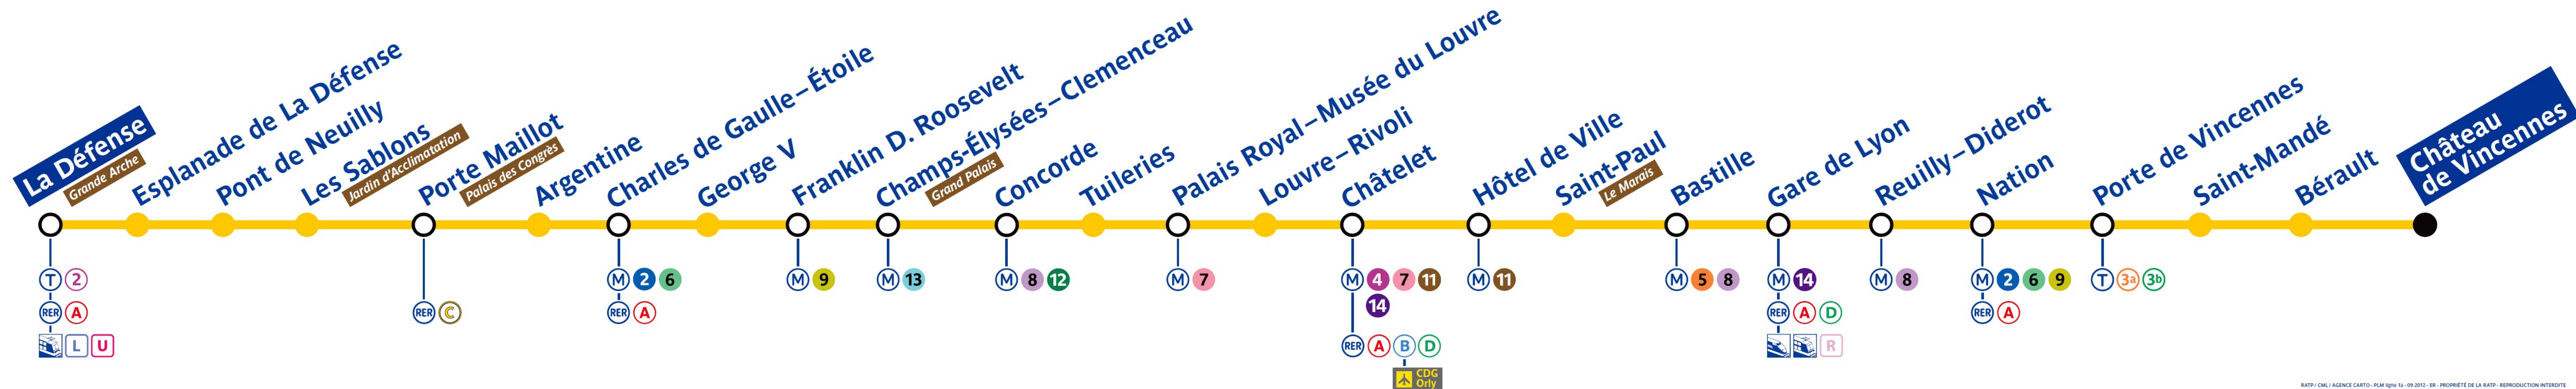 La Défense
Grande Arche
Esplanade de La Défense
Pont de Neuilly
Les Sablons
Jardin d'Acclimatation
Porte Maillot
Palais des Congrès
Argentine
Charles de Gaulle–Étoile
George V
Franklin D. Roosevelt
Champs-Élysées–Clemenceau
Grand Palais
Concorde
Tuileries
Palais Royal–Musée du Louvre
Louvre–Rivoli
Châtelet
Hôtel de Ville
Saint-Paul
Le Marais
Bastille
Gare de Lyon
Reuilly–Diderot
Nation
Porte de Vincennes
Saint-Mandé
Bérault
Château
de Vincennes
T 2
RER A
L U
RER C
M 2 6
RER A
M 9
M 13
M 8 12
M 7
M 4 7 11
14
RER A B D
CDG
Orly
M 11
M 5 8
M 14
RER A D
R
M 8
M 2 6 9
RER A
T 3a 3b
RATP / CML / AGENCE CARTO - PLM ligne 1a - 09.2012 - ER - PROPRIÉTÉ DE LA RATP - REPRODUCTION INTERDITE